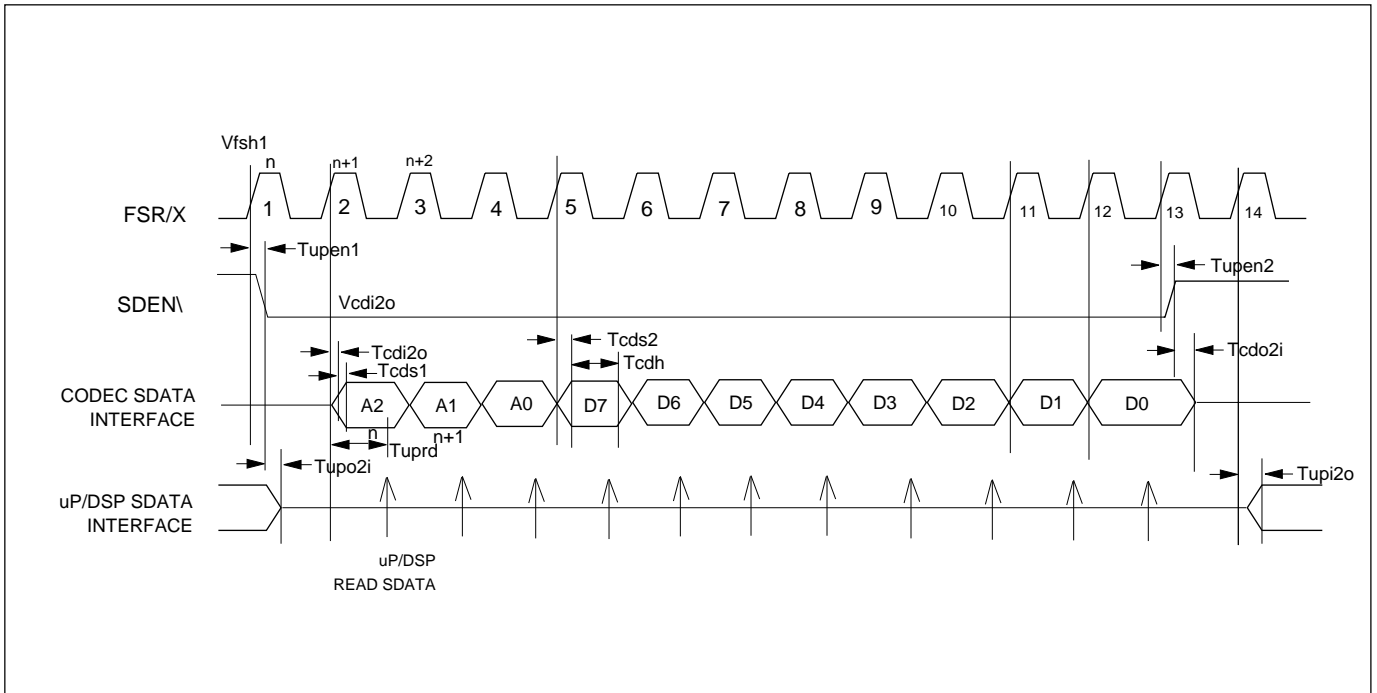 Vfsh1
n
n+1
n+2
FSR/X
1 2 3 4 5 6 7 8 9 10 11 12 13 14
Tupen1
Tupen2
SDEN\
Vcdi2o
Tcds2
Tcdi2o
Tcdh
Tcdo2i
Tcds1
CODEC SDATA
INTERFACE
A2 A1 A0 D7 D6 D5 D4 D3 D2 D1 D0
n
n+1
Tuprd
Tupo2i
Tupi2o
uP/DSP SDATA
INTERFACE
uP/DSP
READ SDATA